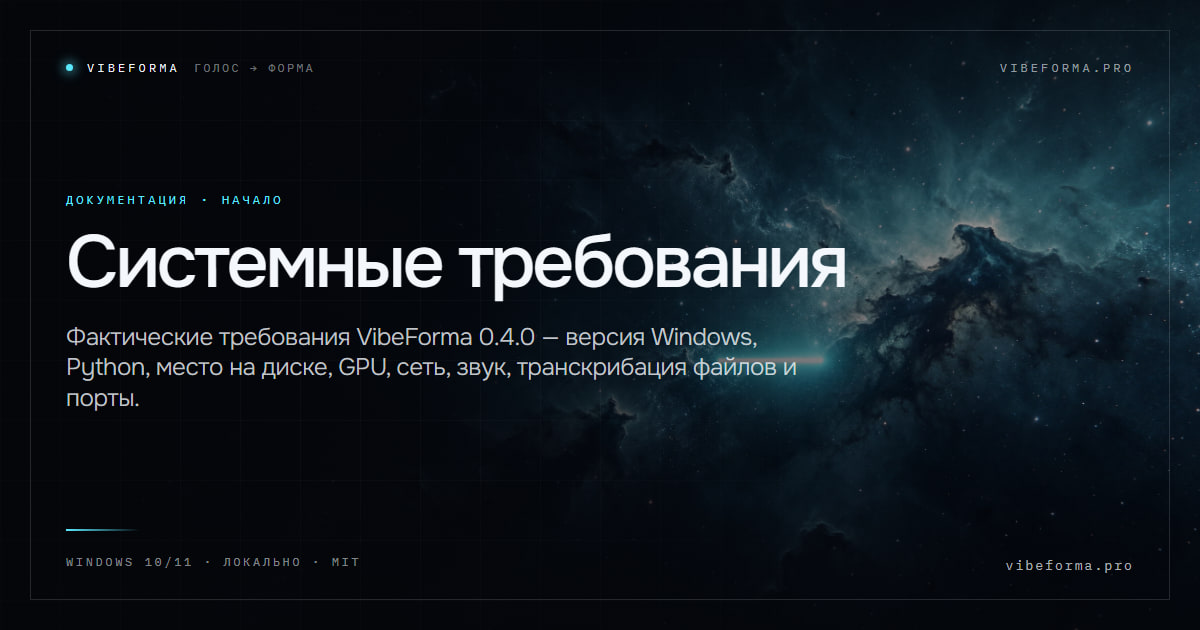 VIBEFORMA ГОЛОС → ФОРМА
VIBEFORMA.PRO
ДОКУМЕНТАЦИЯ · НАЧАЛО
Системные требования
Фактические требования VibeForma 0.4.0 — версия Windows,
Python, место на диске, GPU, сеть, звук, транскрибация файлов и
порты.
WINDOWS 10/11 · ЛОКАЛЬНО · MIT
vibeforma.pro